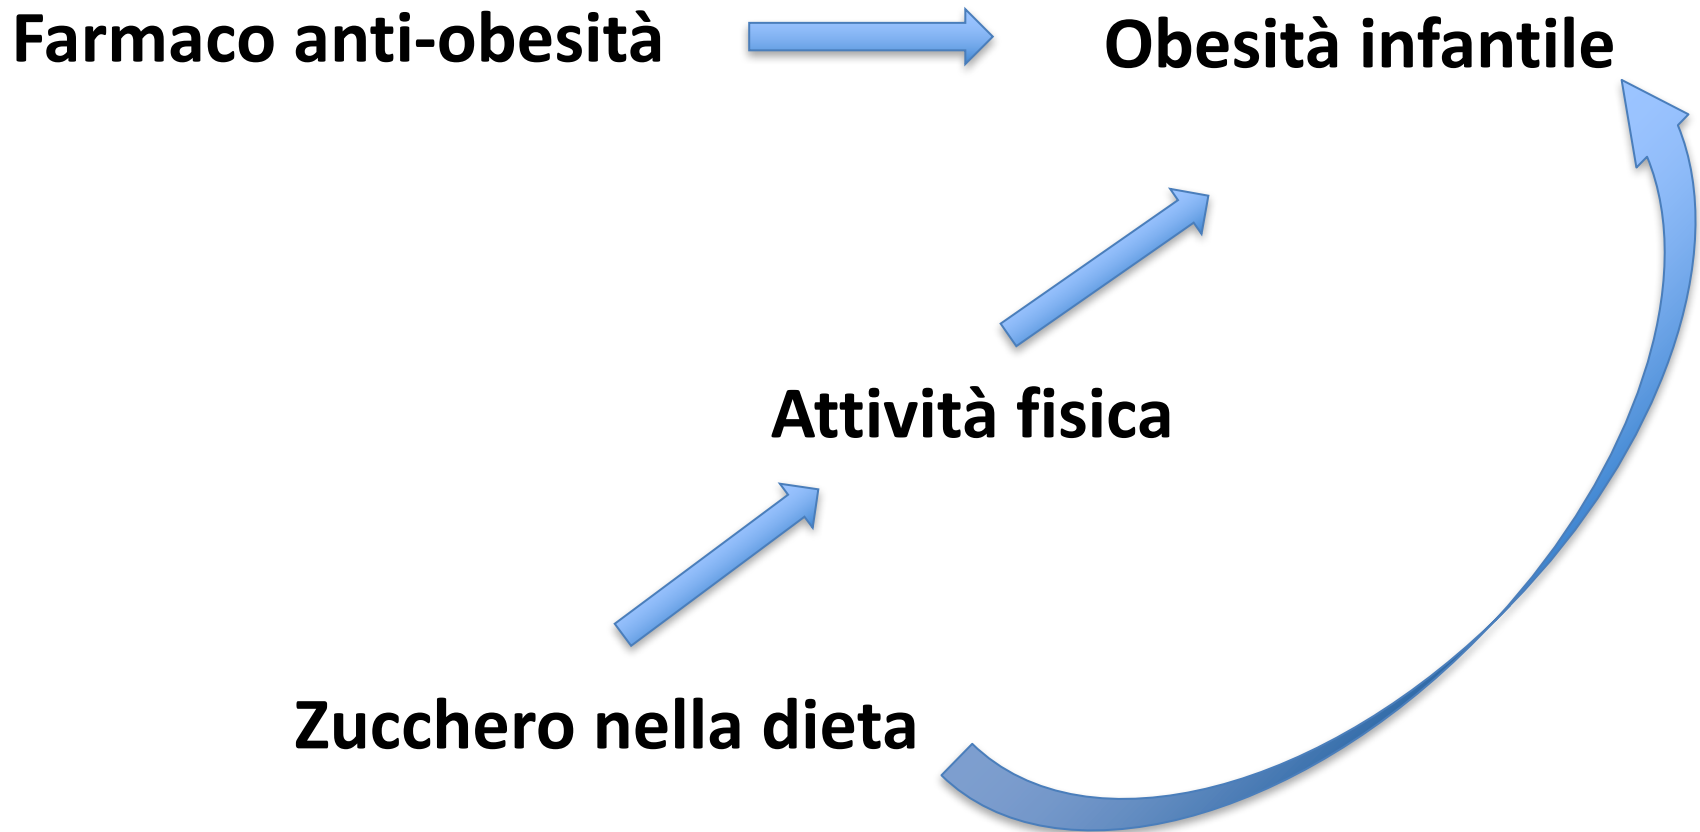 Farmaco anti-obesità
Obesità infantile
Attività fisica
Zucchero nella dieta